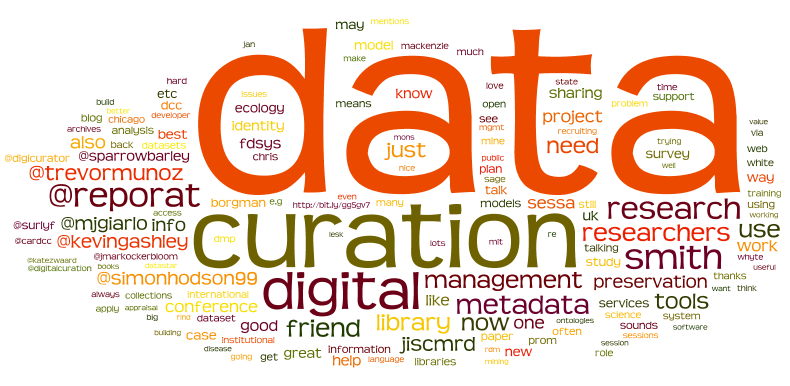 may
mentions
jan
model
mackenzie
much
make
data
hard
etc
know
love
state
time
sharing
support
build
issues
ecology
means
open
problem
better
dcc
developer
blog
chicago
identity
see
project
value
archives
analysis
best
fdsys
mons
mgmt
recruiting
via
also
back
datasets
chris
just
mine
need
trying
web
@digicurator
@sparrowbarley
nice
public
survey
well
white
@trevormunoz
plan
talk
sage
way
@reporat
even
training
borgman
e.g
http://bit.ly/gg5gv7
many
models
sessa
still
using
access
curation
uk
research
working
@surlyf
@mjgiarlo
info
dmp
lesk
iots
mit
re
researchers
use
@cardcc
@kevingashley
talking
work
@jmarkockerbloom
smith
whyte
@katezwaard
@digitalcuration
books
datastar
study
useful
@simonhodson99
digital
management
preservation
thanks
want
think
always
collections
international
like
metadata
services
tools
apply
appraisal
conference
library
now
one
ontologies
science
system
big
dataset
find
good
friend
often
sounds
software
building
case
institutional
jiscmrd
paper
prom
sessions
disease
information
rdm
new
session
going
get
great
help
language
libraries
mining
role